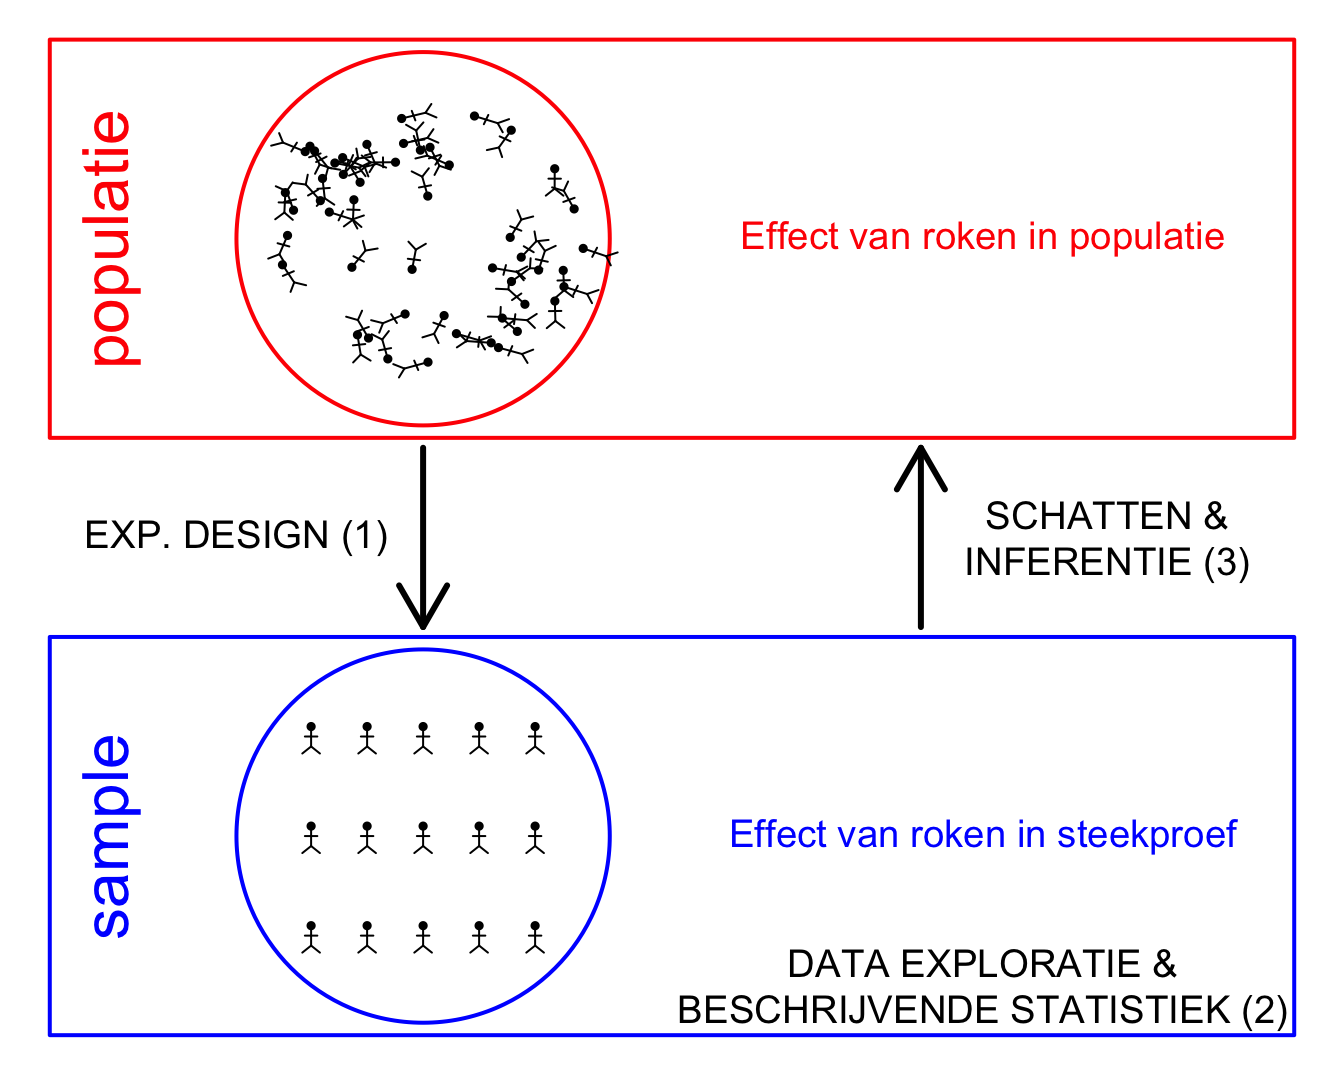 populatie
Effect van roken in populatie
EXP. DESIGN (1)
SCHATTEN &
INFERENTIE (3)
sample
Effect van roken in steekproef
DATA EXPLORATIE &
BESCHRIJVENDE STATISTIEK (2)